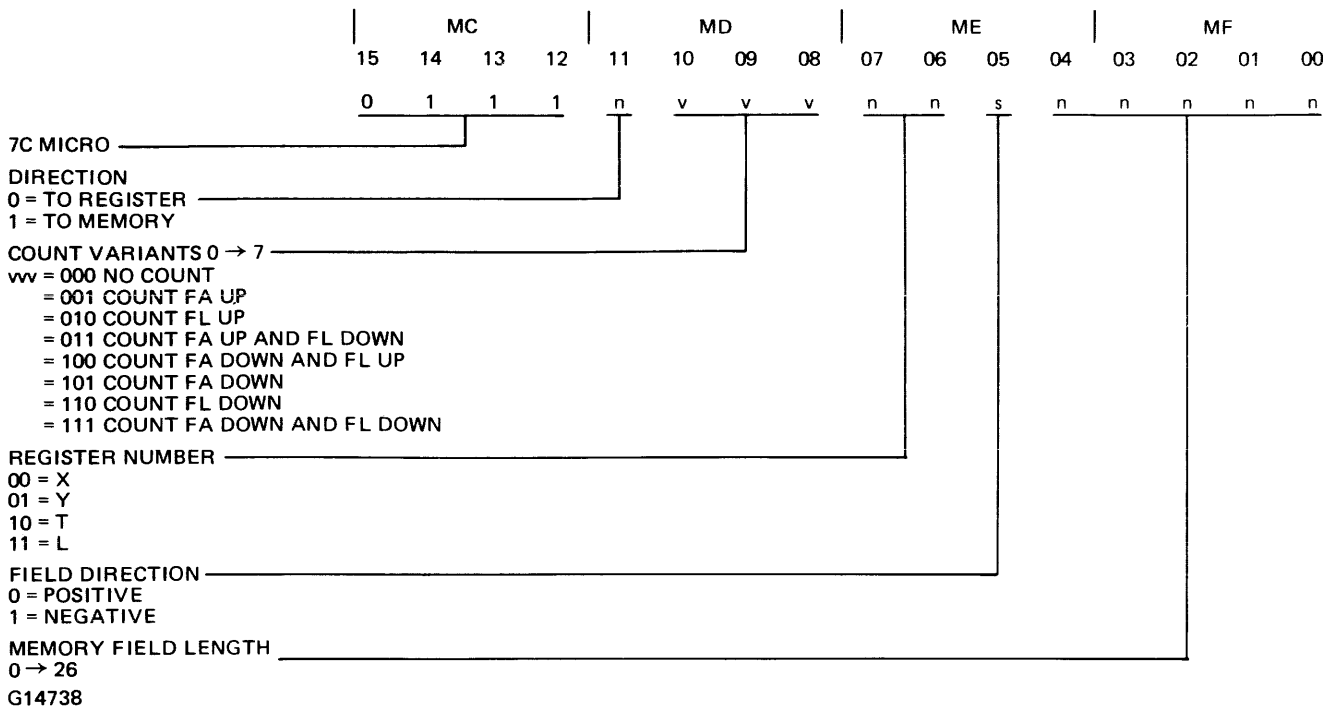 MC MD ME MF
15 14 13 12 11 10 09 08 07 06 05 04 03 02 01 00
0 1 1 1 n v v v n n s n n n n n
7C MICRO
DIRECTION
0 = TO REGISTER
1 = TO MEMORY
COUNT VARIANTS 0 → 7
vvv = 000 NO COUNT
= 001 COUNT FA UP
= 010 COUNT FL UP
= 011 COUNT FA UP AND FL DOWN
= 100 COUNT FA DOWN AND FL UP
= 101 COUNT FA DOWN
= 110 COUNT FL DOWN
= 111 COUNT FA DOWN AND FL DOWN
REGISTER NUMBER
00 = X
01 = Y
10 = T
11 = L
FIELD DIRECTION
0 = POSITIVE
1 = NEGATIVE
MEMORY FIELD LENGTH
0 → 26
G14738